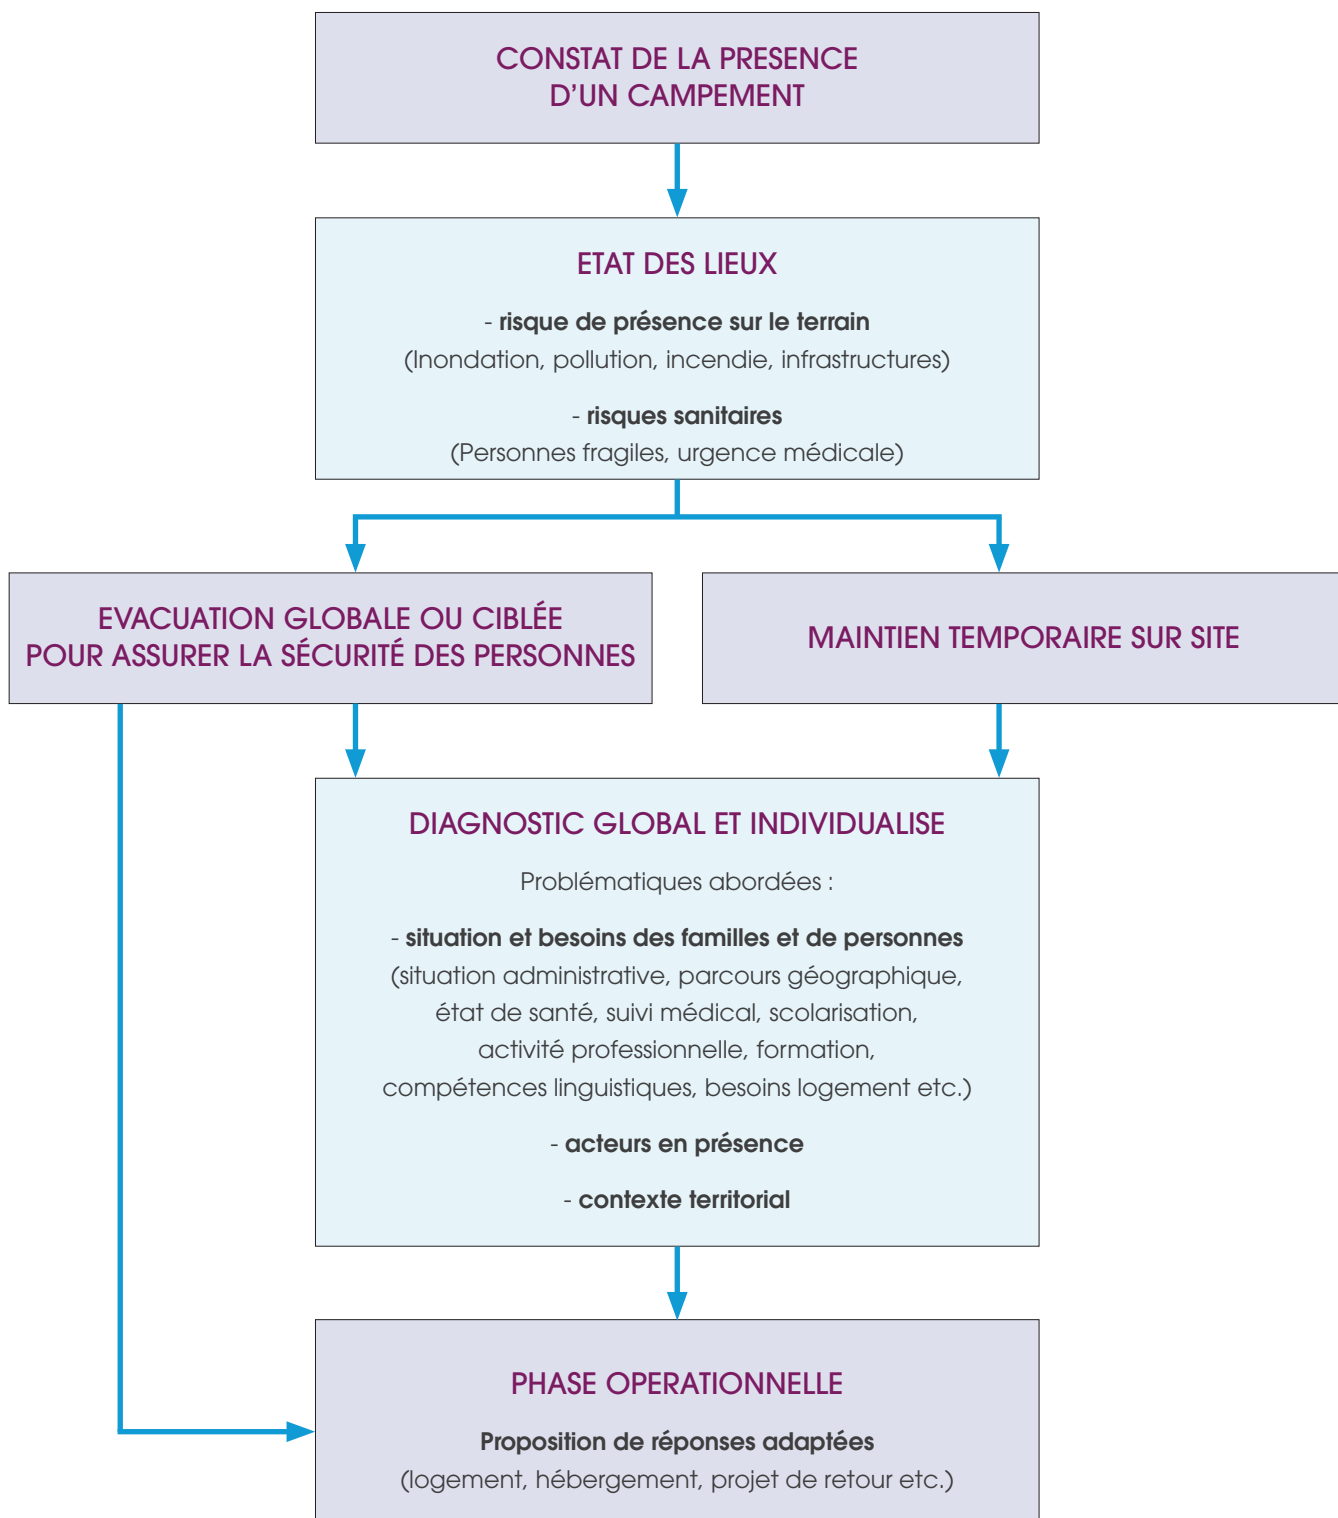 CONSTAT DE LA PRESENCE
D'UN CAMPEMENT
ETAT DES LIEUX
- risque de présence sur le terrain
(Inondation, pollution, incendie, infrastructures)
- risques sanitaires
(Personnes fragiles, urgence médicale)
EVACUATION GLOBALE OU CIBLÉE
POUR ASSURER LA SÉCURITÉ DES PERSONNES
MAINTIEN TEMPORAIRE SUR SITE
DIAGNOSTIC GLOBAL ET INDIVIDUALISE
Problématiques abordées :
- situation et besoins des familles et de personnes
(situation administrative, parcours géographique,
état de santé, suivi médical, scolarisation,
activité professionnelle, formation,
compétences linguistiques, besoins logement etc.)
- acteurs en présence
- contexte territorial
PHASE OPERATIONNELLE
Proposition de réponses adaptées
(logement, hébergement, projet de retour etc.)